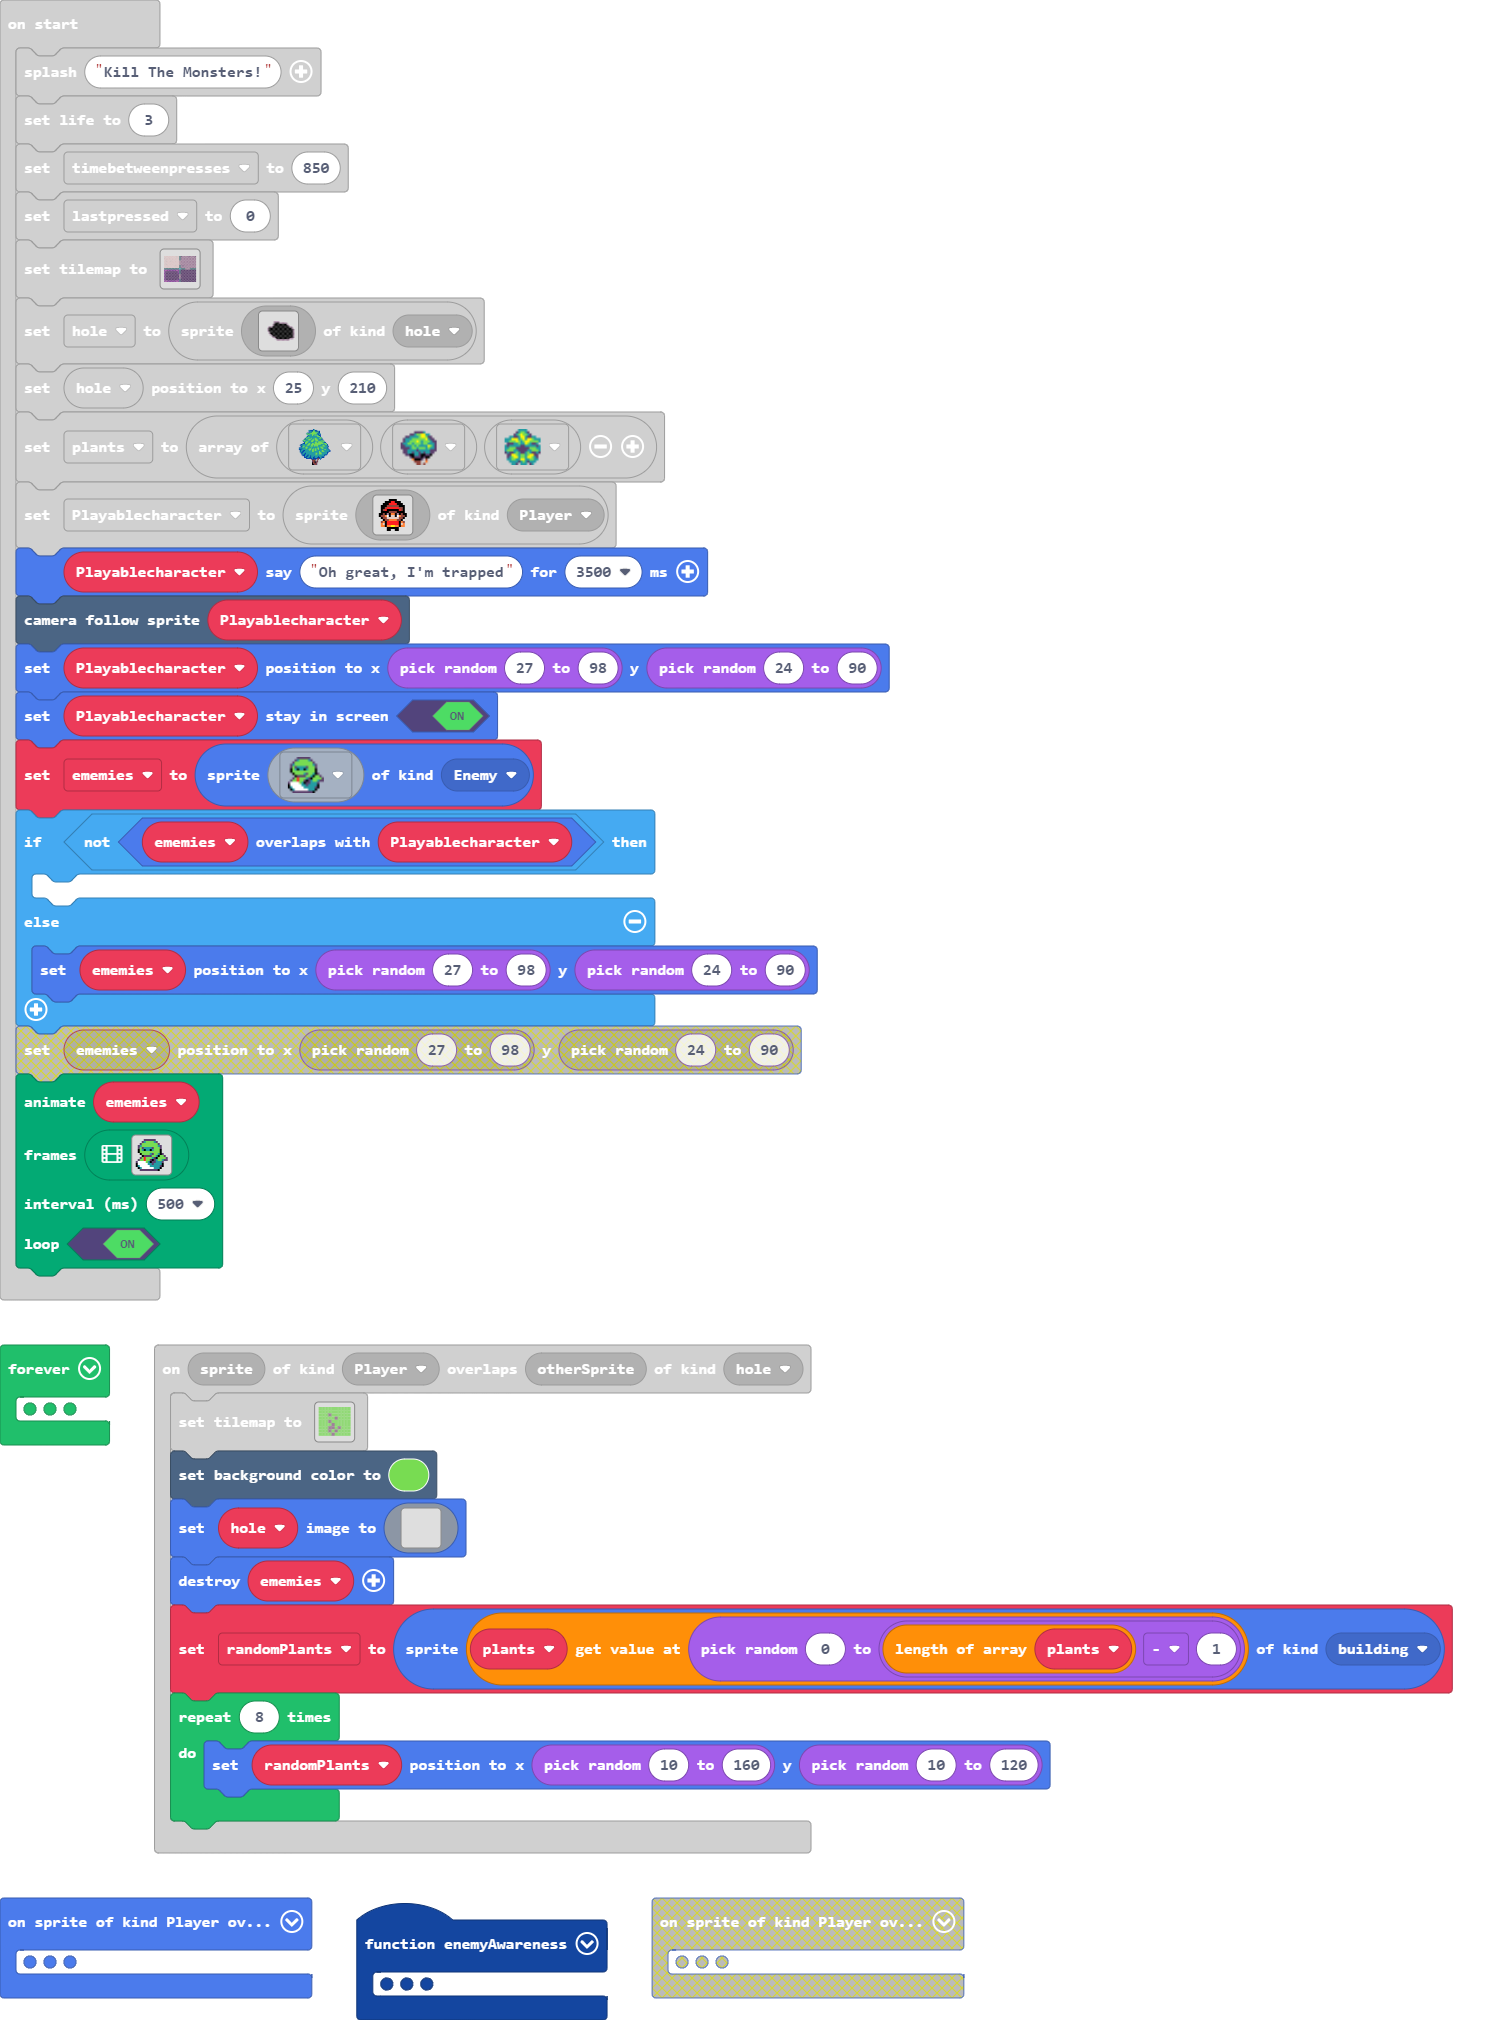 on start
splash "Kill The Monsters!"
set life to 3
set timebetweenpresses to 850
set lastpressed to 0
set tilemap to
set hole to sprite of kind hole
set hole position to x 25 y 210
set plants to array of
set Playablecharacter to sprite of kind Player
Playablecharacter say "Oh great, I'm trapped" for 3500 ms
camera follow sprite Playablecharacter
set Playablecharacter position to x pick random 27 to 98 y pick random 24 to 90
set Playablecharacter stay in screen ON
set ememies to sprite of kind Enemy
if not ememies overlaps with Playablecharacter then
else
set ememies position to x pick random 27 to 98 y pick random 24 to 90
set ememies position to x pick random 27 to 98 y pick random 24 to 90
animate ememies
frames
interval (ms) 500
loop ON
forever
on sprite of kind Player overlaps otherSprite of kind hole
set tilemap to
set background color to
set hole image to
destroy ememies
set randomPlants to sprite plants get value at pick random 0 to length of array plants - 1 of kind building
repeat 8 times
do set randomPlants position to x pick random 10 to 160 y pick random 10 to 120
on sprite of kind Player ov...
function enemyAwareness
on sprite of kind Player ov...